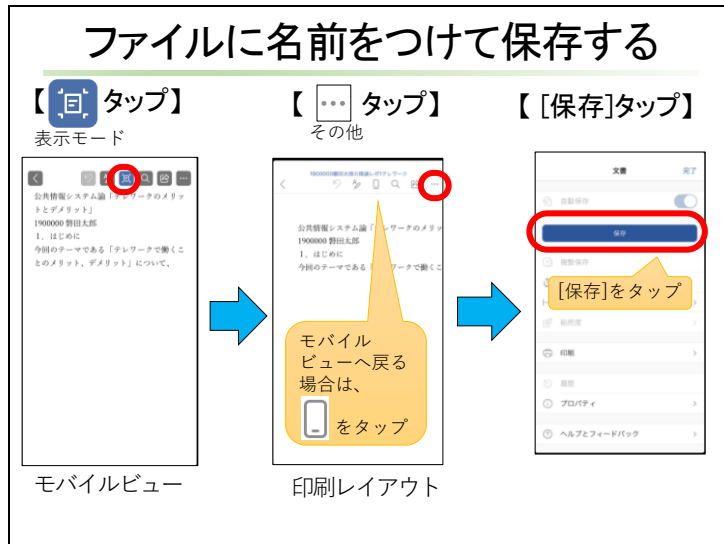 ファイルに名前をつけて保存する
【 タップ】
表示モード
【 ... タップ】
その他
【 [保存]タップ】
公共情報システム論「テレワークのメリッ
トとデメリット」
1900000 磐田太郎
1．はじめに
今回のテーマである「テレワークで働くこ
とのメリット、デメリット」について、
モバイルビュー
公共情報システム論「テレワークのメリッ
1900000 磐田太郎
1．はじめに
今回のテーマである「
ワークで働くこ
モバイル
ビューへ戻る
場合は、
をタップ
印刷レイアウト
文書
完了
自動保存
保存
複製保存
[保存]をタップ
秘密度
印刷
履歴
プロパティ
ヘルプとフィードバック